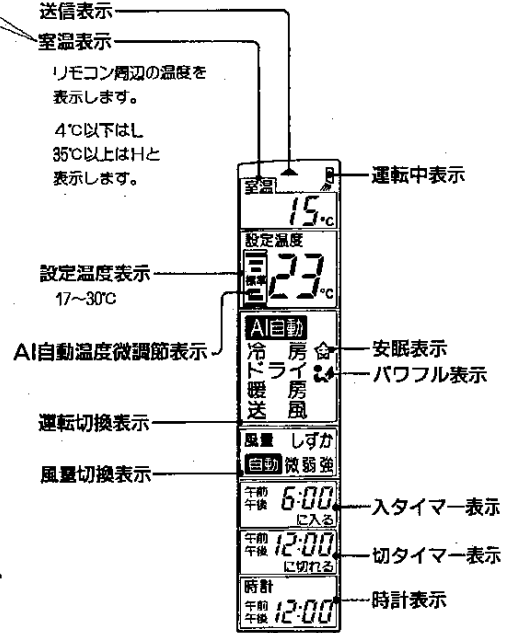 送信表示
室温表示
リモコン周辺の温度を
表示します。
4℃以下はL
35℃以上はHと
表示します。
運転中表示
室温
15.℃
設定温度
標準
23.℃
設定温度表示
17〜30℃
AI自動温度微調節表示
AI自動
冷房
ドライ
暖房
送風
安眠表示
パワフル表示
運転切換表示
風量 しずか
自動 微弱強
風量切換表示
午前
午後 6:00
に入る
入タイマー表示
午前
午後 12:00
に切れる
切タイマー表示
時計
午前
午後 12:00
時計表示